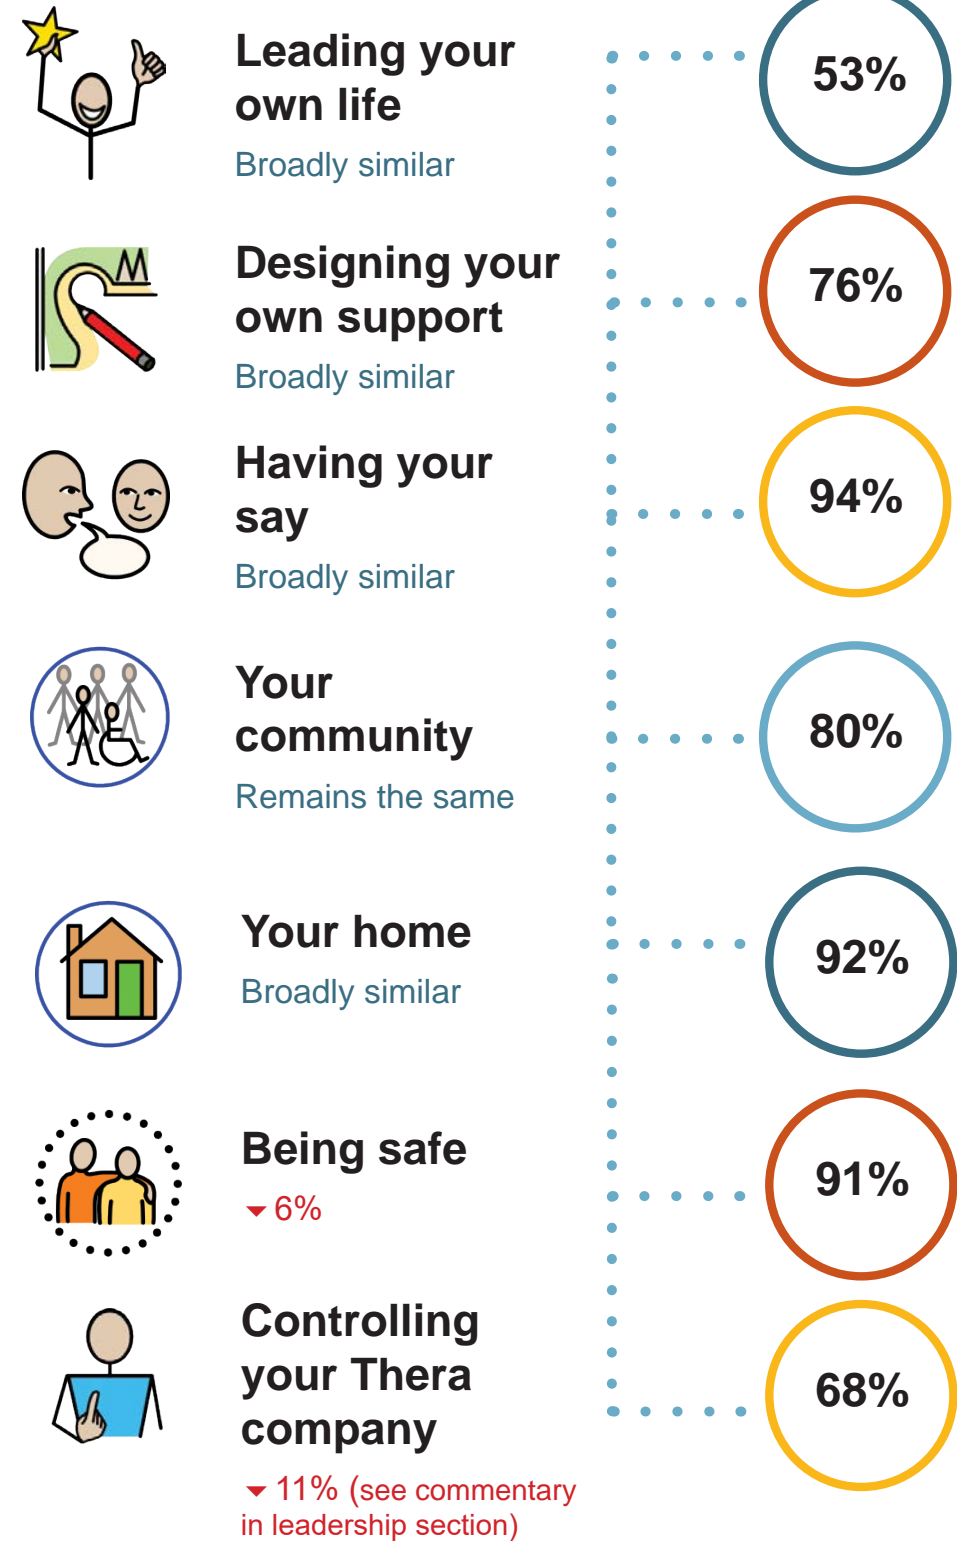 Leading your
own life
Broadly similar
53%
Designing your
own support
Broadly similar
76%
Having your
say
Broadly similar
94%
Your
community
Remains the same
80%
Your home
Broadly similar
92%
Being safe
6%
91%
Controlling
your Thera
company
11% (see commentary
in leadership section)
68%